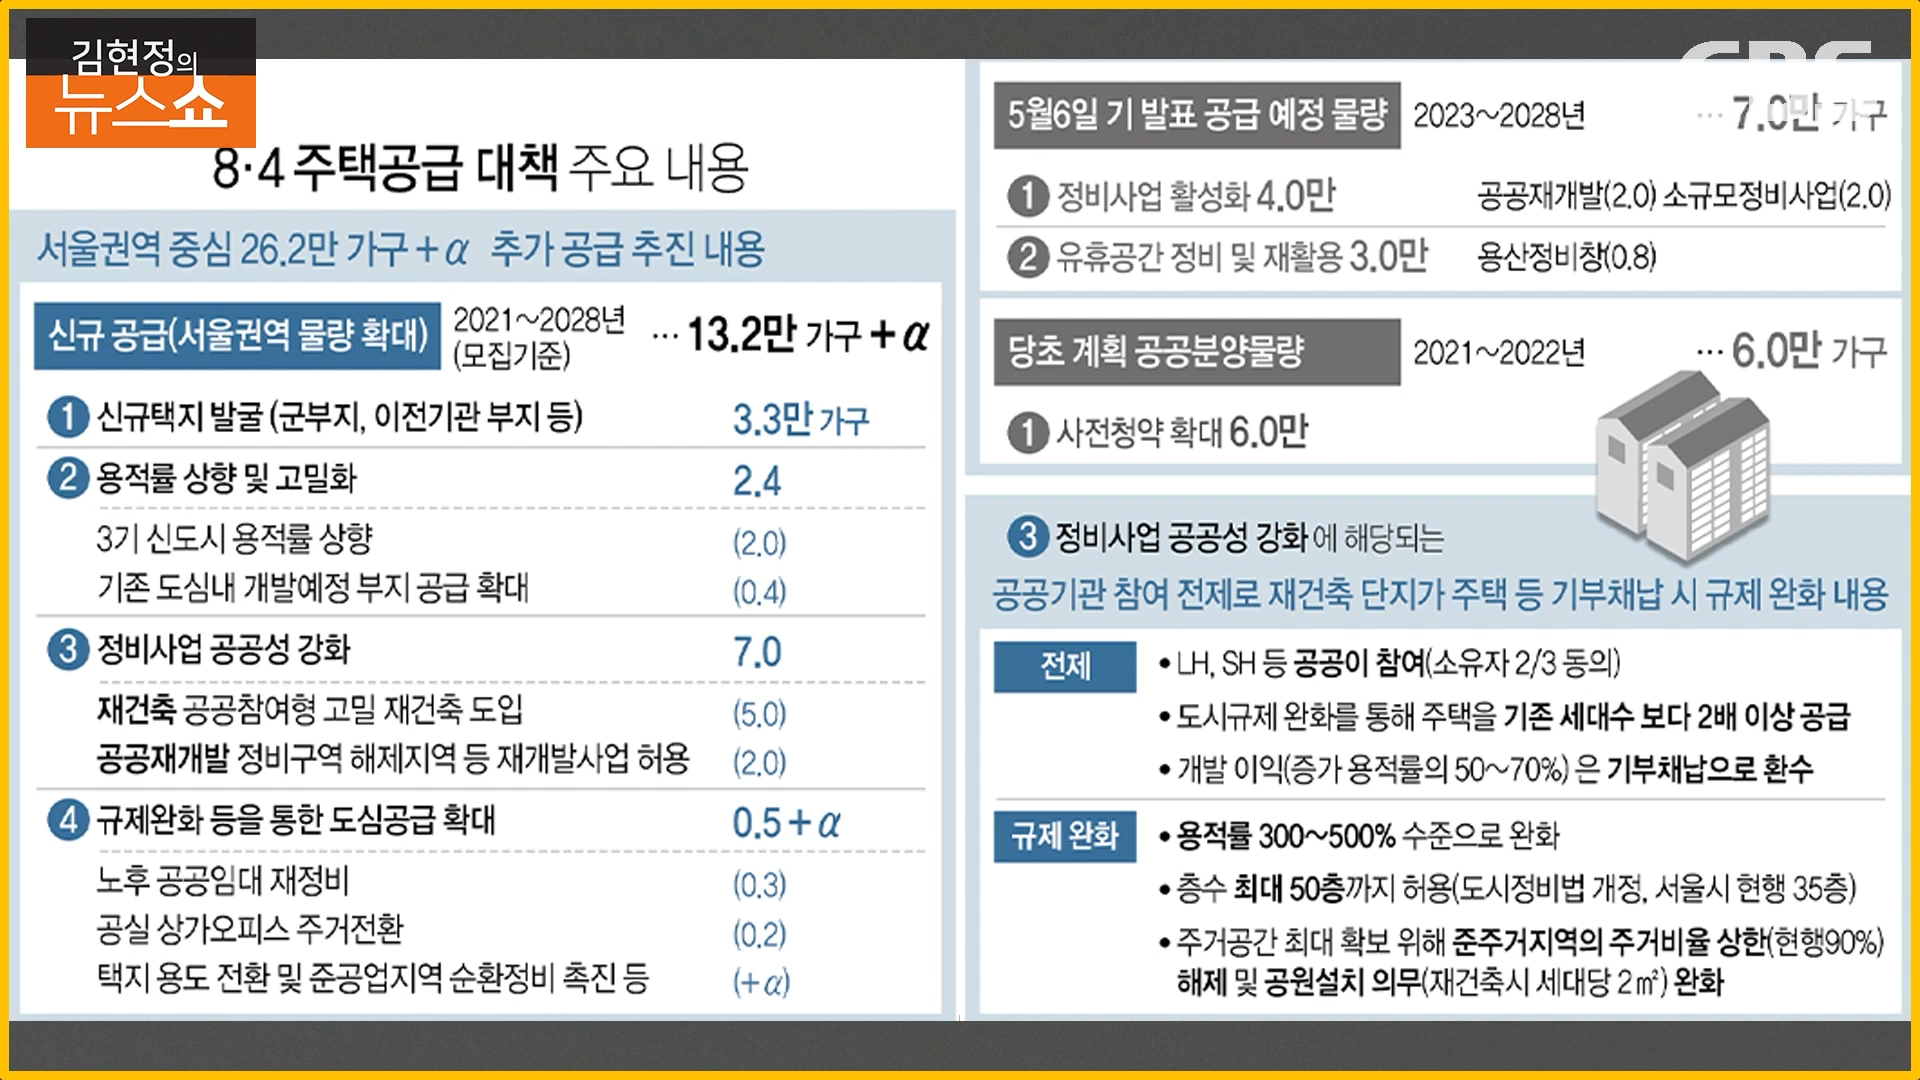 김현정의
뉴스쇼
CBS
8·4 주택공급 대책 주요 내용
서울권역 중심 26.2만 가구+α 추가 공급 추진 내용
신규 공급(서울권역 물량 확대) 2021~2028년 (모집기준) ··· 13.2만 가구+α
1 신규택지 발굴 (군부지, 이전기관 부지 등) 3.3만 가구
2 용적률 상향 및 고밀화 2.4
3기 신도시 용적률 상향 (2.0)
기존 도심내 개발예정 부지 공급 확대 (0.4)
3 정비사업 공공성 강화 7.0
재건축 공공참여형 고밀 재건축 도입 (5.0)
공공재개발 정비구역 해제지역 등 재개발사업 허용 (2.0)
4 규제완화 등을 통한 도심공급 확대 0.5+α
노후 공공임대 재정비 (0.3)
공실 상가오피스 주거전환 (0.2)
택지 용도 전환 및 준공업지역 순환정비 촉진 등 (+α)
5월6일 기 발표 공급 예정 물량 2023~2028년 ··· 7.0만 가구
1 정비사업 활성화 4.0만 공공재개발(2.0) 소규모정비사업(2.0)
2 유휴공간 정비 및 재활용 3.0만 용산정비창(0.8)
당초 계획 공공분양물량 2021~2022년 ··· 6.0만 가구
1 사전청약 확대 6.0만
3 정비사업 공공성 강화에 해당되는
공공기관 참여 전제로 재건축 단지가 주택 등 기부채납 시 규제 완화 내용
전제 • LH, SH 등 공공이 참여(소유자 2/3 동의)
• 도시규제 완화를 통해 주택을 기존 세대수 보다 2배 이상 공급
• 개발 이익(증가 용적률의 50~70%)은 기부채납으로 환수
규제 완화 • 용적률 300~500% 수준으로 완화
• 층수 최대 50층까지 허용(도시정비법 개정, 서울시 현행 35층)
• 주거공간 최대 확보 위해 준주거지역의 주거비율 상한(현행90%)
해제 및 공원설치 의무(재건축시 세대당 2㎡) 완화